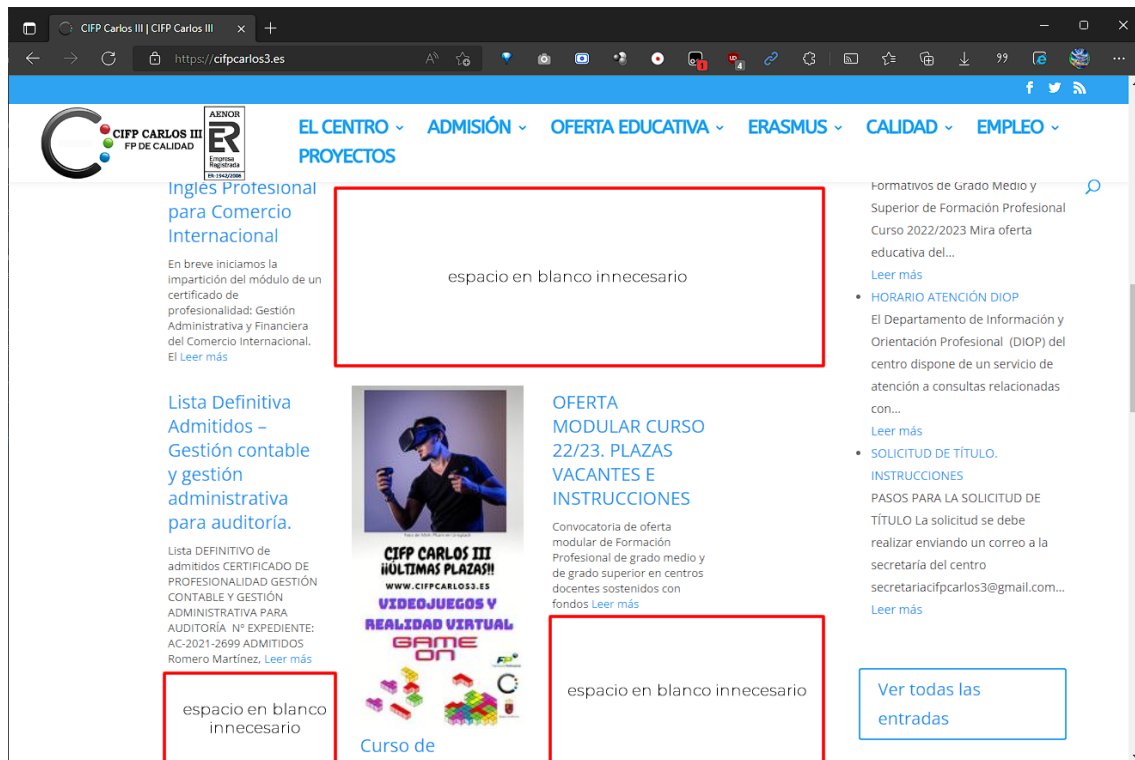 CIFP Carlos III | CIFP Carlos III
https://cifpcarlos3.es
1
4
CIFP CARLOS III
FP DE CALIDAD
AENOR
ER
Empresa
Registrada
ER-1942/2006
EL CENTRO
ADMISIÓN
OFERTA EDUCATIVA
ERASMUS
CALIDAD
EMPLEO
PROYECTOS
Inglés Profesional
para Comercio
Internacional
En breve iniciamos la
impartición del módulo de un
certificado de
profesionalidad: Gestión
Administrativa y Financiera
del Comercio Internacional.
El Leer más
espacio en blanco innecesario
Lista Definitiva
Admitidos –
Gestión contable
y gestión
administrativa
para auditoría.
Lista DEFINITIVO de
admitidos CERTIFICADO DE
PROFESIONALIDAD GESTIÓN
CONTABLE Y GESTIÓN
ADMINISTRATIVA PARA
AUDITORÍA Nº EXPEDIENTE:
AC-2021-2699 ADMITIDOS
Romero Martínez, Leer más
espacio en blanco
innecesario
CIFP CARLOS III
¡¡ÚLTIMAS PLAZAS!!
WWW.CIFPCARLOS3.ES
VIDEOJUEGOS Y
REALIDAD VIRTUAL
GAME
ON
FP
Curso de
OFERTA
MODULAR CURSO
22/23. PLAZAS
VACANTES E
INSTRUCCIONES
Convocatoria de oferta
modular de Formación
Profesional de grado medio y
de grado superior en centros
docentes sostenidos con
fondos Leer más
espacio en blanco innecesario
Formativos de Grado Medio y
Superior de Formación Profesional
Curso 2022/2023 Mira oferta
educativa del...
Leer más
HORARIO ATENCIÓN DIOP
El Departamento de Información y
Orientación Profesional (DIOP) del
centro dispone de un servicio de
atención a consultas relacionadas
con...
Leer más
SOLICITUD DE TÍTULO.
INSTRUCCIONES
PASOS PARA LA SOLICITUD DE
TÍTULO La solicitud se debe
realizar enviando un correo a la
secretaría del centro
secretariacifpcarlos3@gmail.com...
Leer más
Ver todas las
entradas